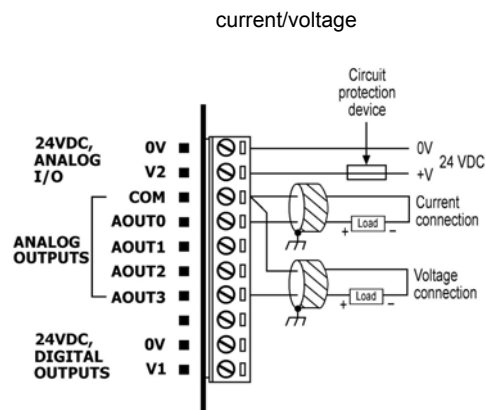 current/voltage
Circuit
protection
device
24VDC,
ANALOG
I/O
0V
V2
COM
ANALOG
OUTPUTS
AOUT0
AOUT1
AOUT2
AOUT3
24VDC,
DIGITAL
OUTPUTS
0V
V1
0V
+V
24 VDC
Current
connection
+ Load –
Voltage
connection
+ Load –